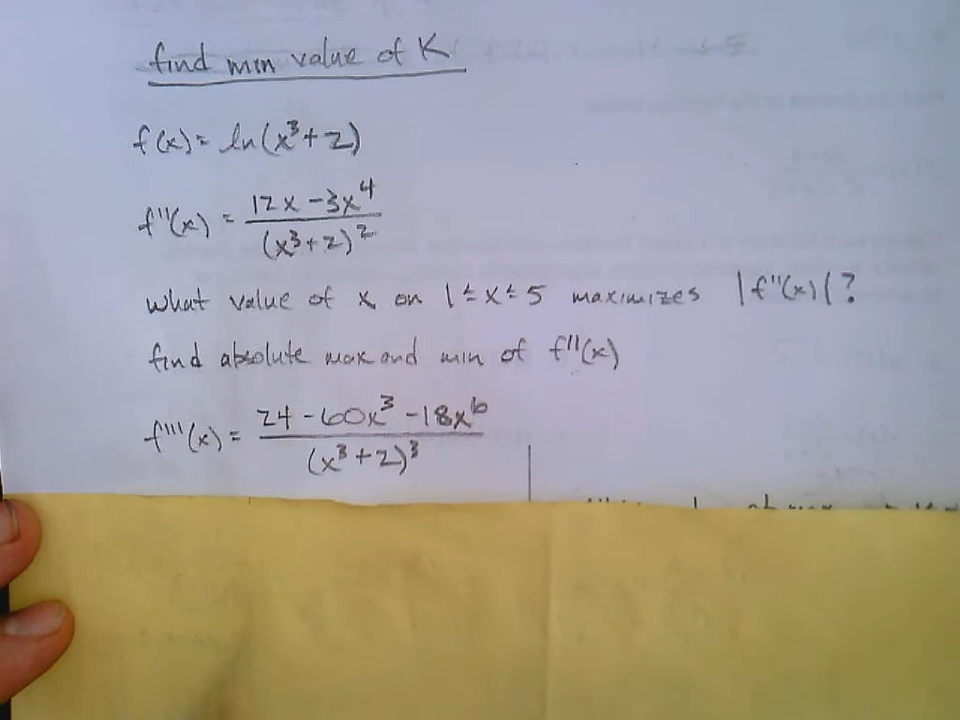 find min value of K
f(x) = ln(x³+2)
f''(x) = 12x - 3x⁴ / (x³+2)²
What value of x on 1 ≤ x ≤ 5 maximizes |f''(x)|?
find absolute max and min of f''(x)
f'''(x) = 24 - 60x³ - 18x⁶ / (x³+2)³